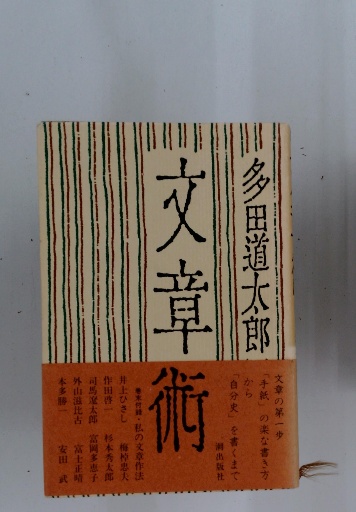 多田道太郎
文章術
文章の第一歩
「手紙」の楽な書き方
から
「自分史」を書くまで
潮出版社
巻末付録・私の文章作法
井上ひさし 梅棹忠夫
作田啓一 杉本秀太郎
司馬遼太郎 富岡多恵子
外山滋比古 富士正晴
本多勝一 安田武